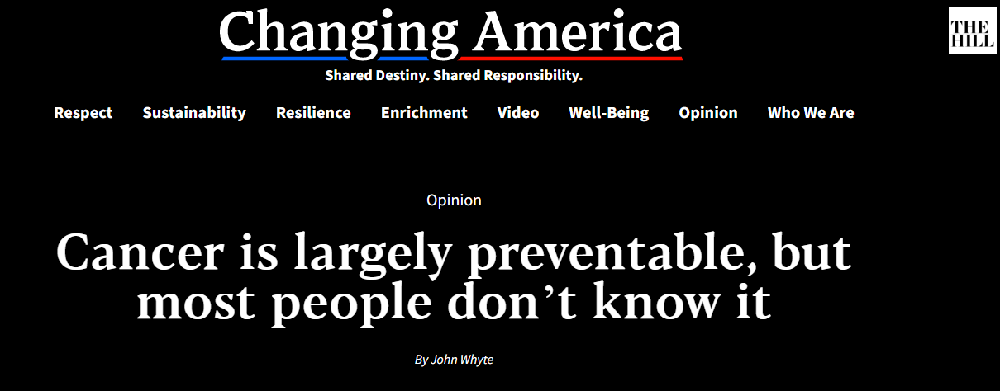 Changing America
THE
HILL
Shared Destiny. Shared Responsibility.
Respect Sustainability Resilience Enrichment Video Well-Being Opinion Who We Are
Opinion
Cancer is largely preventable, but
most people don’t know it
By John Whyte